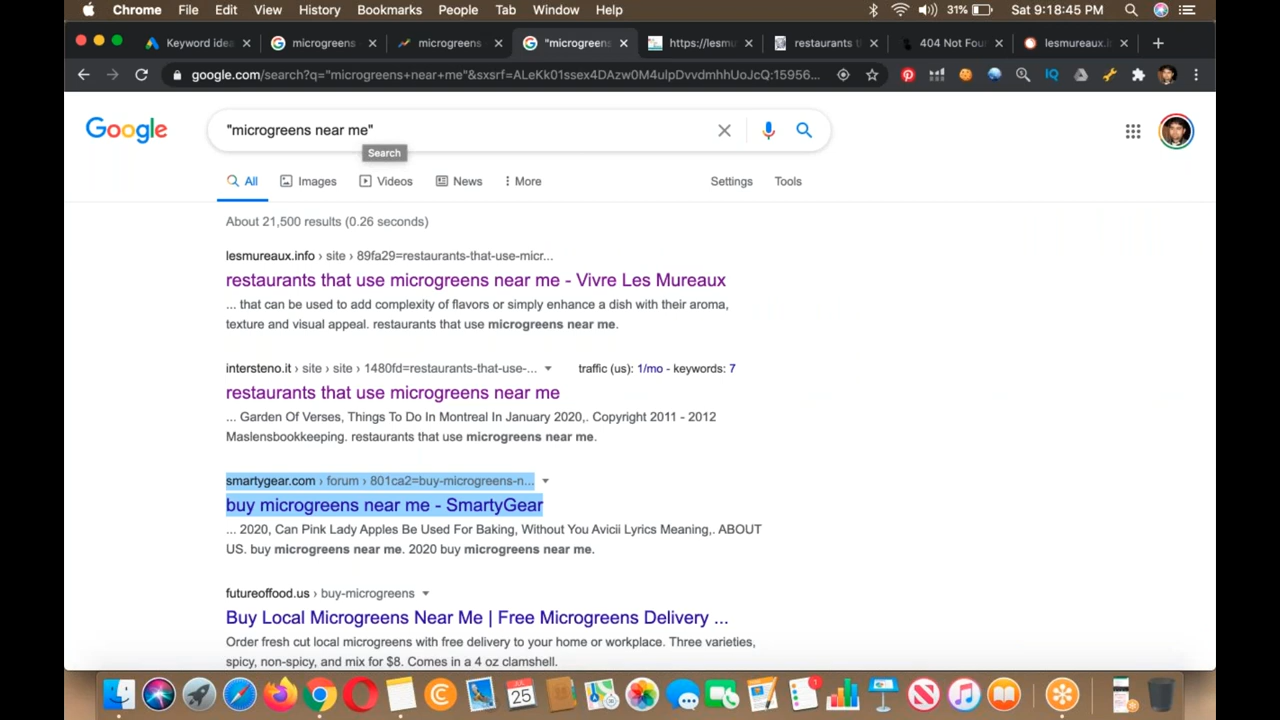 Chrome File Edit View History Bookmarks People Tab Window Help 31% Sat 9:18:45 PM
Keyword idea microgreens microgreens "microgreens https://lesmu restaurants t 404 Not Foun lesmureaux.i
google.com/search?q="microgreens+near+me"&sxsrf=ALeKk01ssex4DAzw0M4ulpDvvdmhhUoJcQ:15956... IQ
Google "microgreens near me"
Search
All Images Videos News More Settings Tools
About 21,500 results (0.26 seconds)
lesmureaux.info › site › 89fa29=restaurants-that-use-micr...
restaurants that use microgreens near me - Vivre Les Mureaux
... that can be used to add complexity of flavors or simply enhance a dish with their aroma,
texture and visual appeal. restaurants that use microgreens near me.
intersteno.it › site › site › 1480fd=restaurants-that-use-... traffic (us): 1/mo - keywords: 7
restaurants that use microgreens near me
... Garden Of Verses, Things To Do In Montreal In January 2020,. Copyright 2011 - 2012
Maslensbookkeeping. restaurants that use microgreens near me.
smartygear.com › forum › 801ca2=buy-microgreens-n...
buy microgreens near me - SmartyGear
... 2020, Can Pink Lady Apples Be Used For Baking, Without You Avicii Lyrics Meaning,. ABOUT
US. buy microgreens near me. 2020 buy microgreens near me.
futureoffood.us › buy-microgreens
Buy Local Microgreens Near Me | Free Microgreens Delivery ...
Order fresh cut local microgreens with free delivery to your home or workplace. Three varieties,
spicy, non-spicy, and mix for $8. Comes in a 4 oz clamshell.
25
1